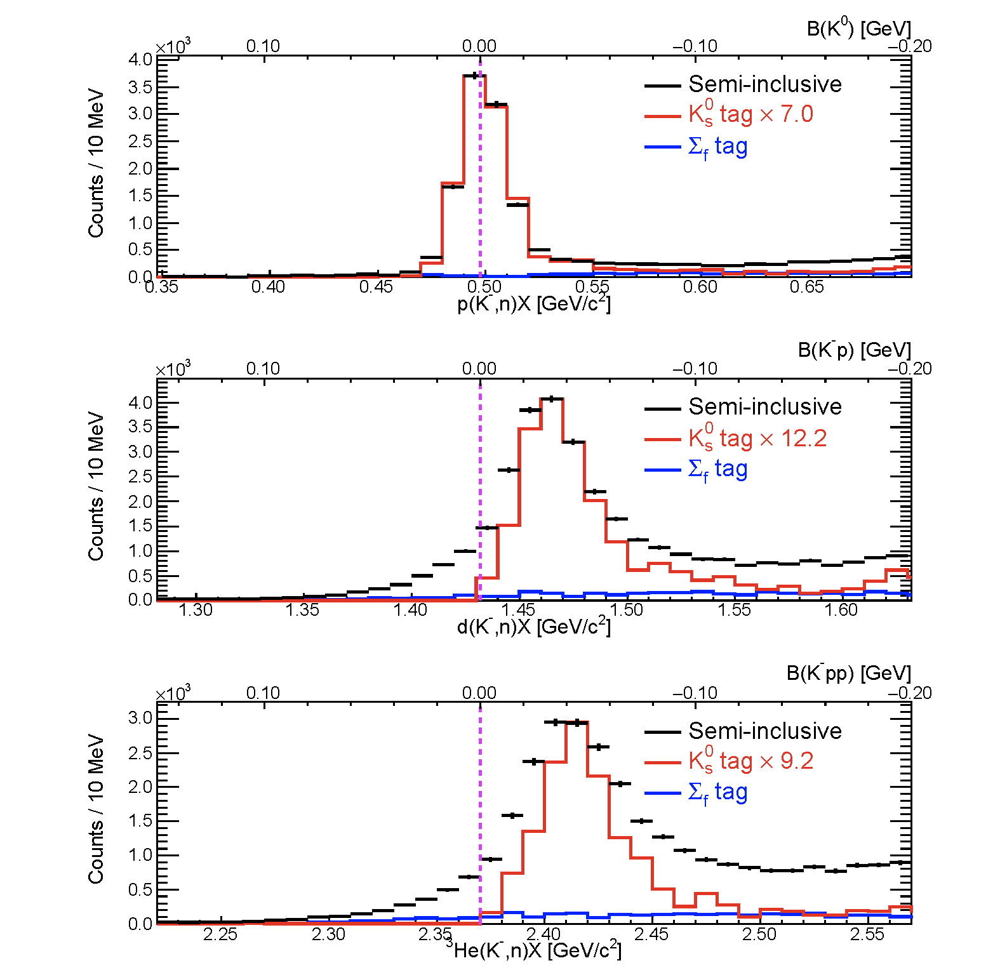 B(K⁰) [GeV]
×10³ 0.10 0.00 −0.10 −0.20
4.0
3.5
3.0
2.5
2.0
1.5
1.0
0.5
0.0
Counts / 10 MeV
Semi-inclusive
K⁰ₛ tag × 7.0
Σf tag
0.35 0.40 0.45 0.50 0.55 0.60 0.65
p(K⁻,n)X [GeV/c²]
B(K⁻p) [GeV]
×10³ 0.10 0.00 −0.10 −0.20
4.0
3.5
3.0
2.5
2.0
1.5
1.0
0.5
0.0
Counts / 10 MeV
Semi-inclusive
K⁰ₛ tag × 12.2
Σf tag
1.30 1.35 1.40 1.45 1.50 1.55 1.60
d(K⁻,n)X [GeV/c²]
B(K⁻pp) [GeV]
×10³ 0.10 0.00 −0.10 −0.20
3.0
2.5
2.0
1.5
1.0
0.5
0.0
Counts / 10 MeV
Semi-inclusive
K⁰ₛ tag × 9.2
Σf tag
2.25 2.30 2.35 2.40 2.45 2.50 2.55
³He(K⁻,n)X [GeV/c²]